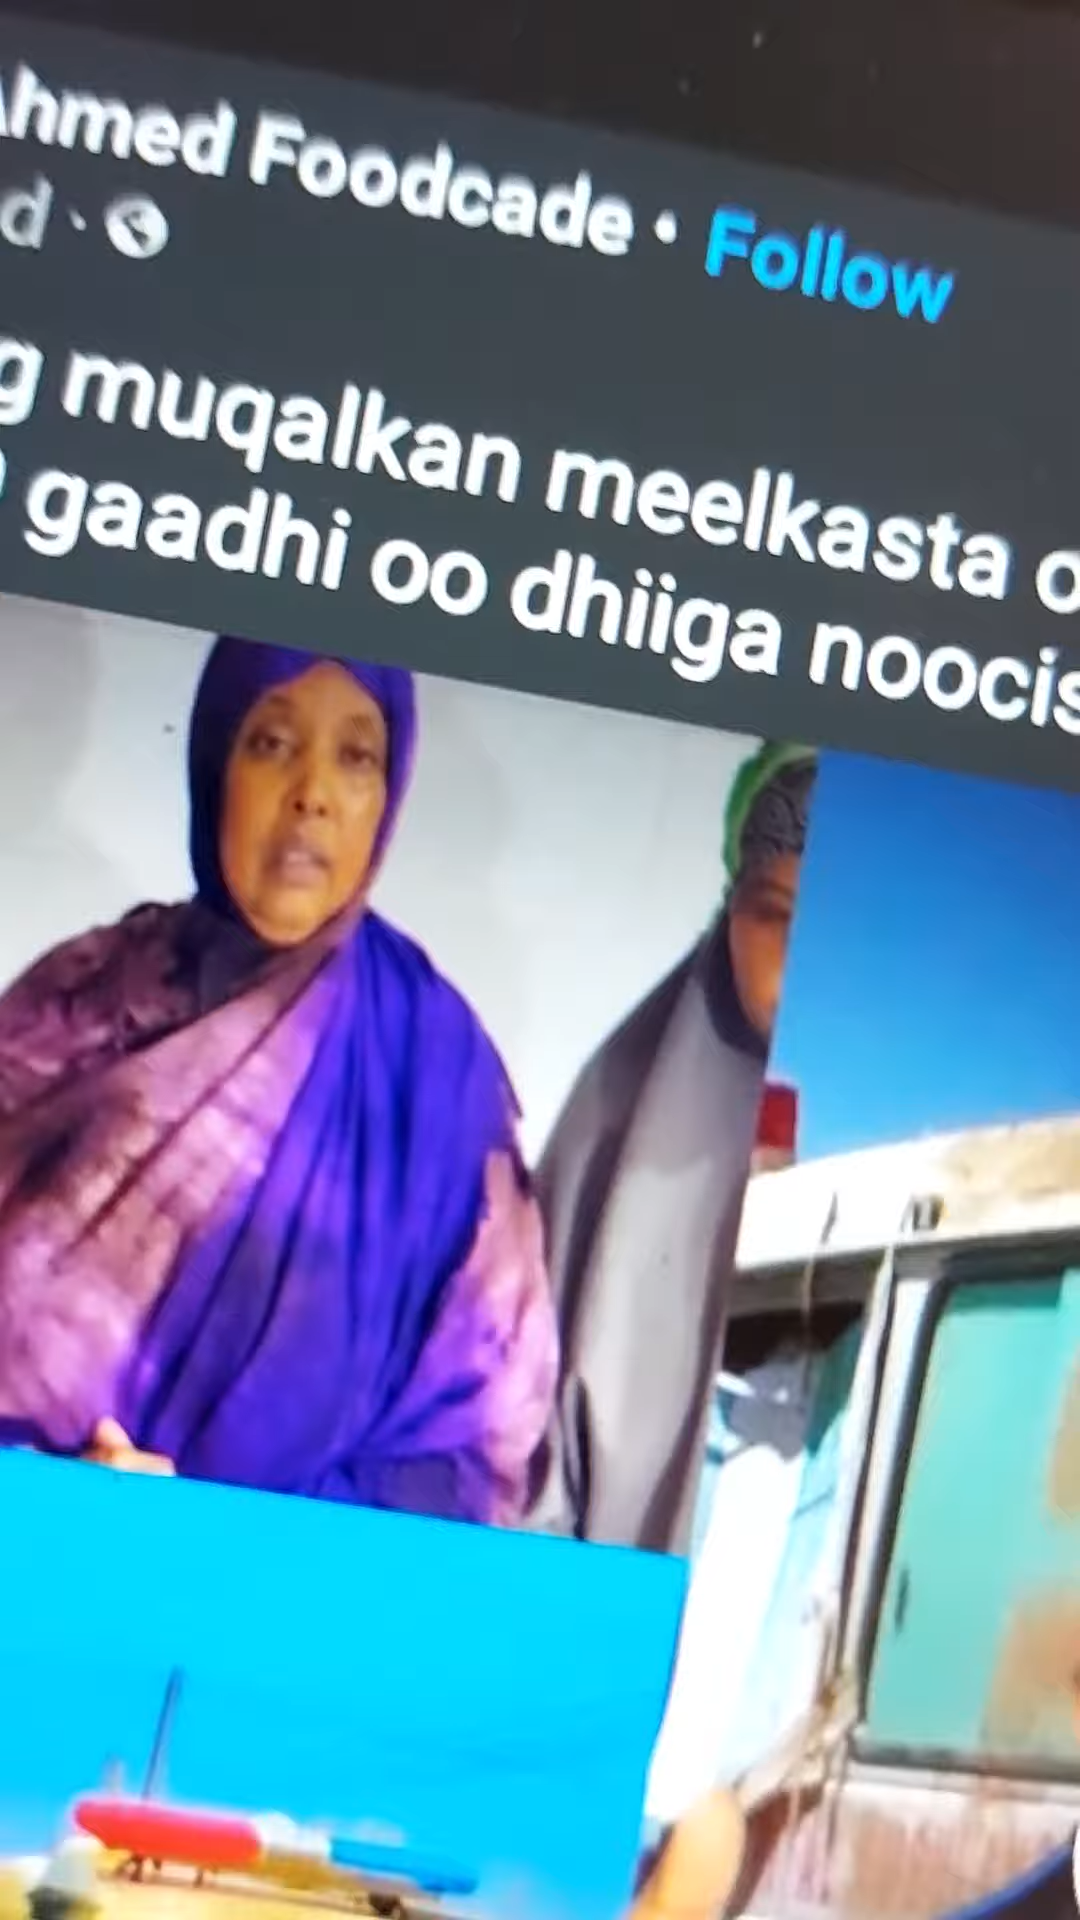 Ahmed Foodcade • Follow
d ·
muqalkan meelkasta
gaadhi oo dhiiga